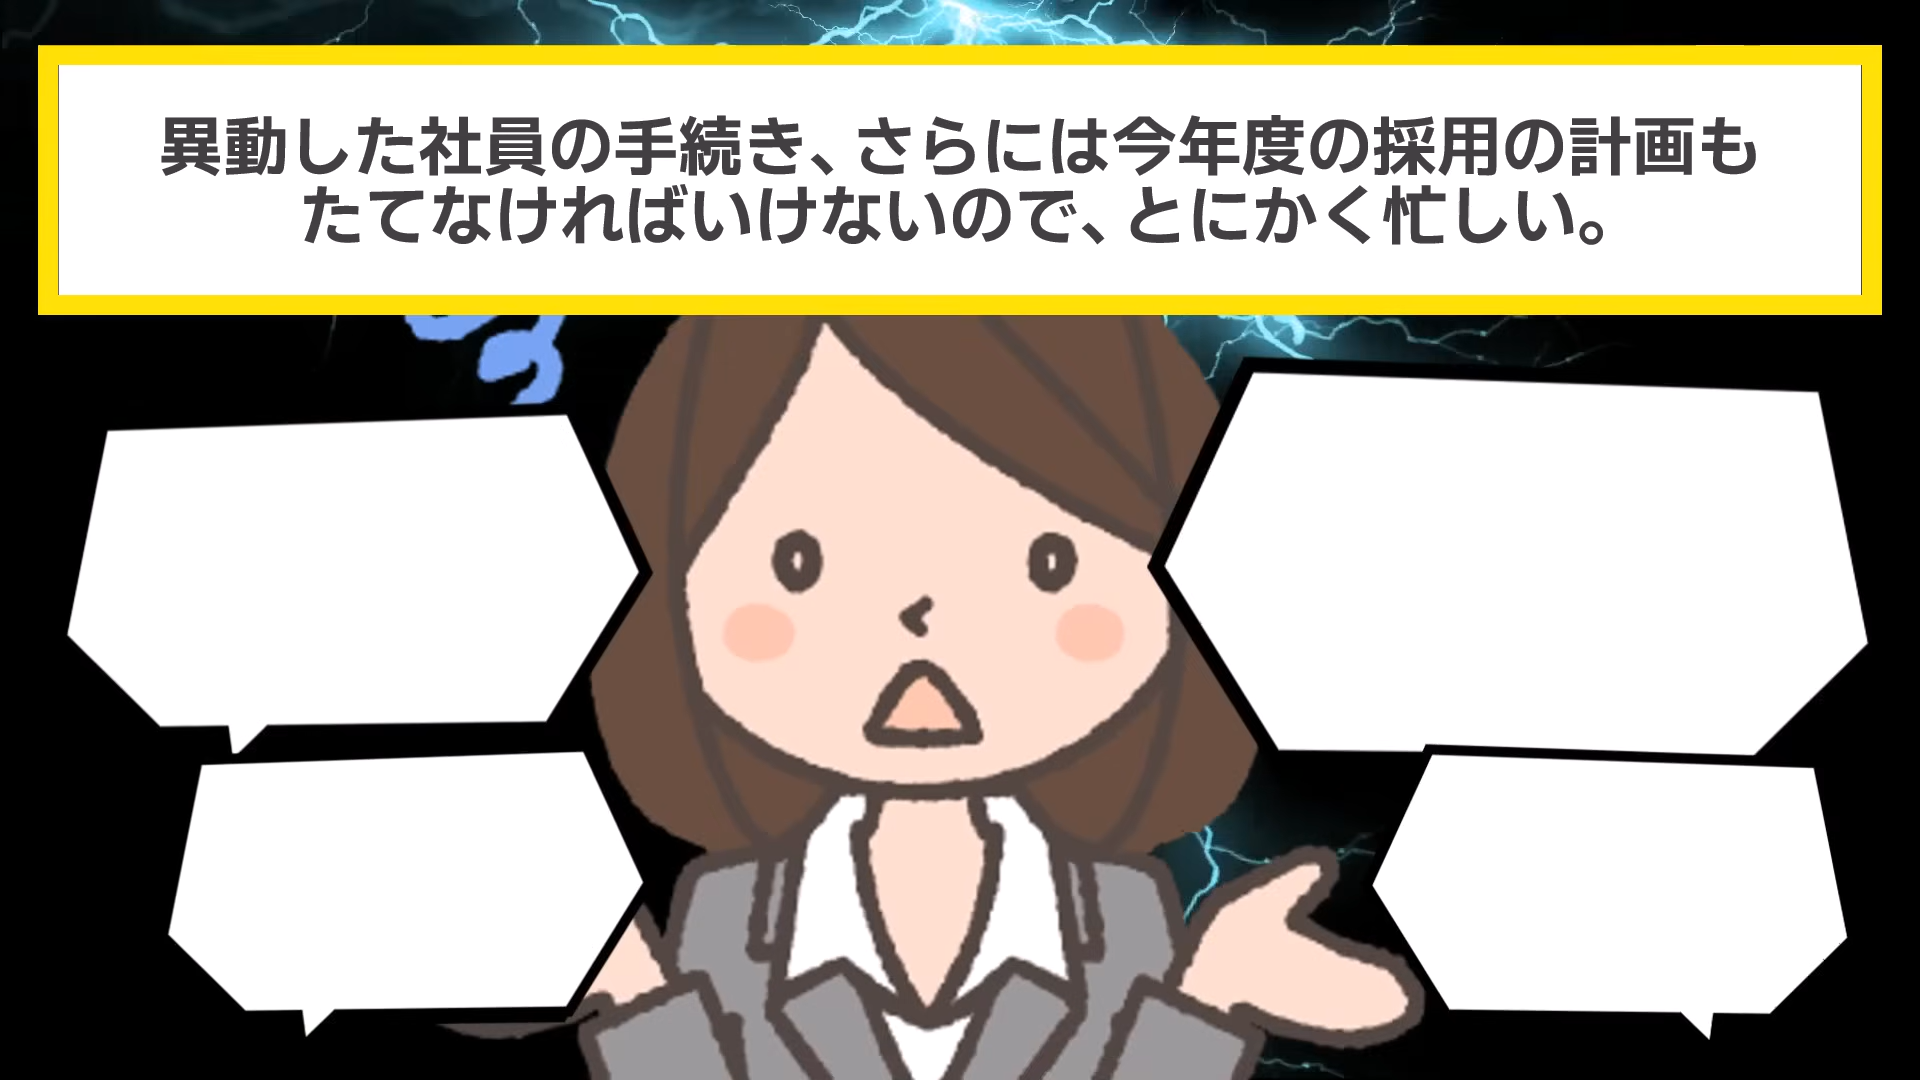 異動した社員の手続き、さらには今年度の採用の計画も
たてなければいけないので、とにかく忙しい。